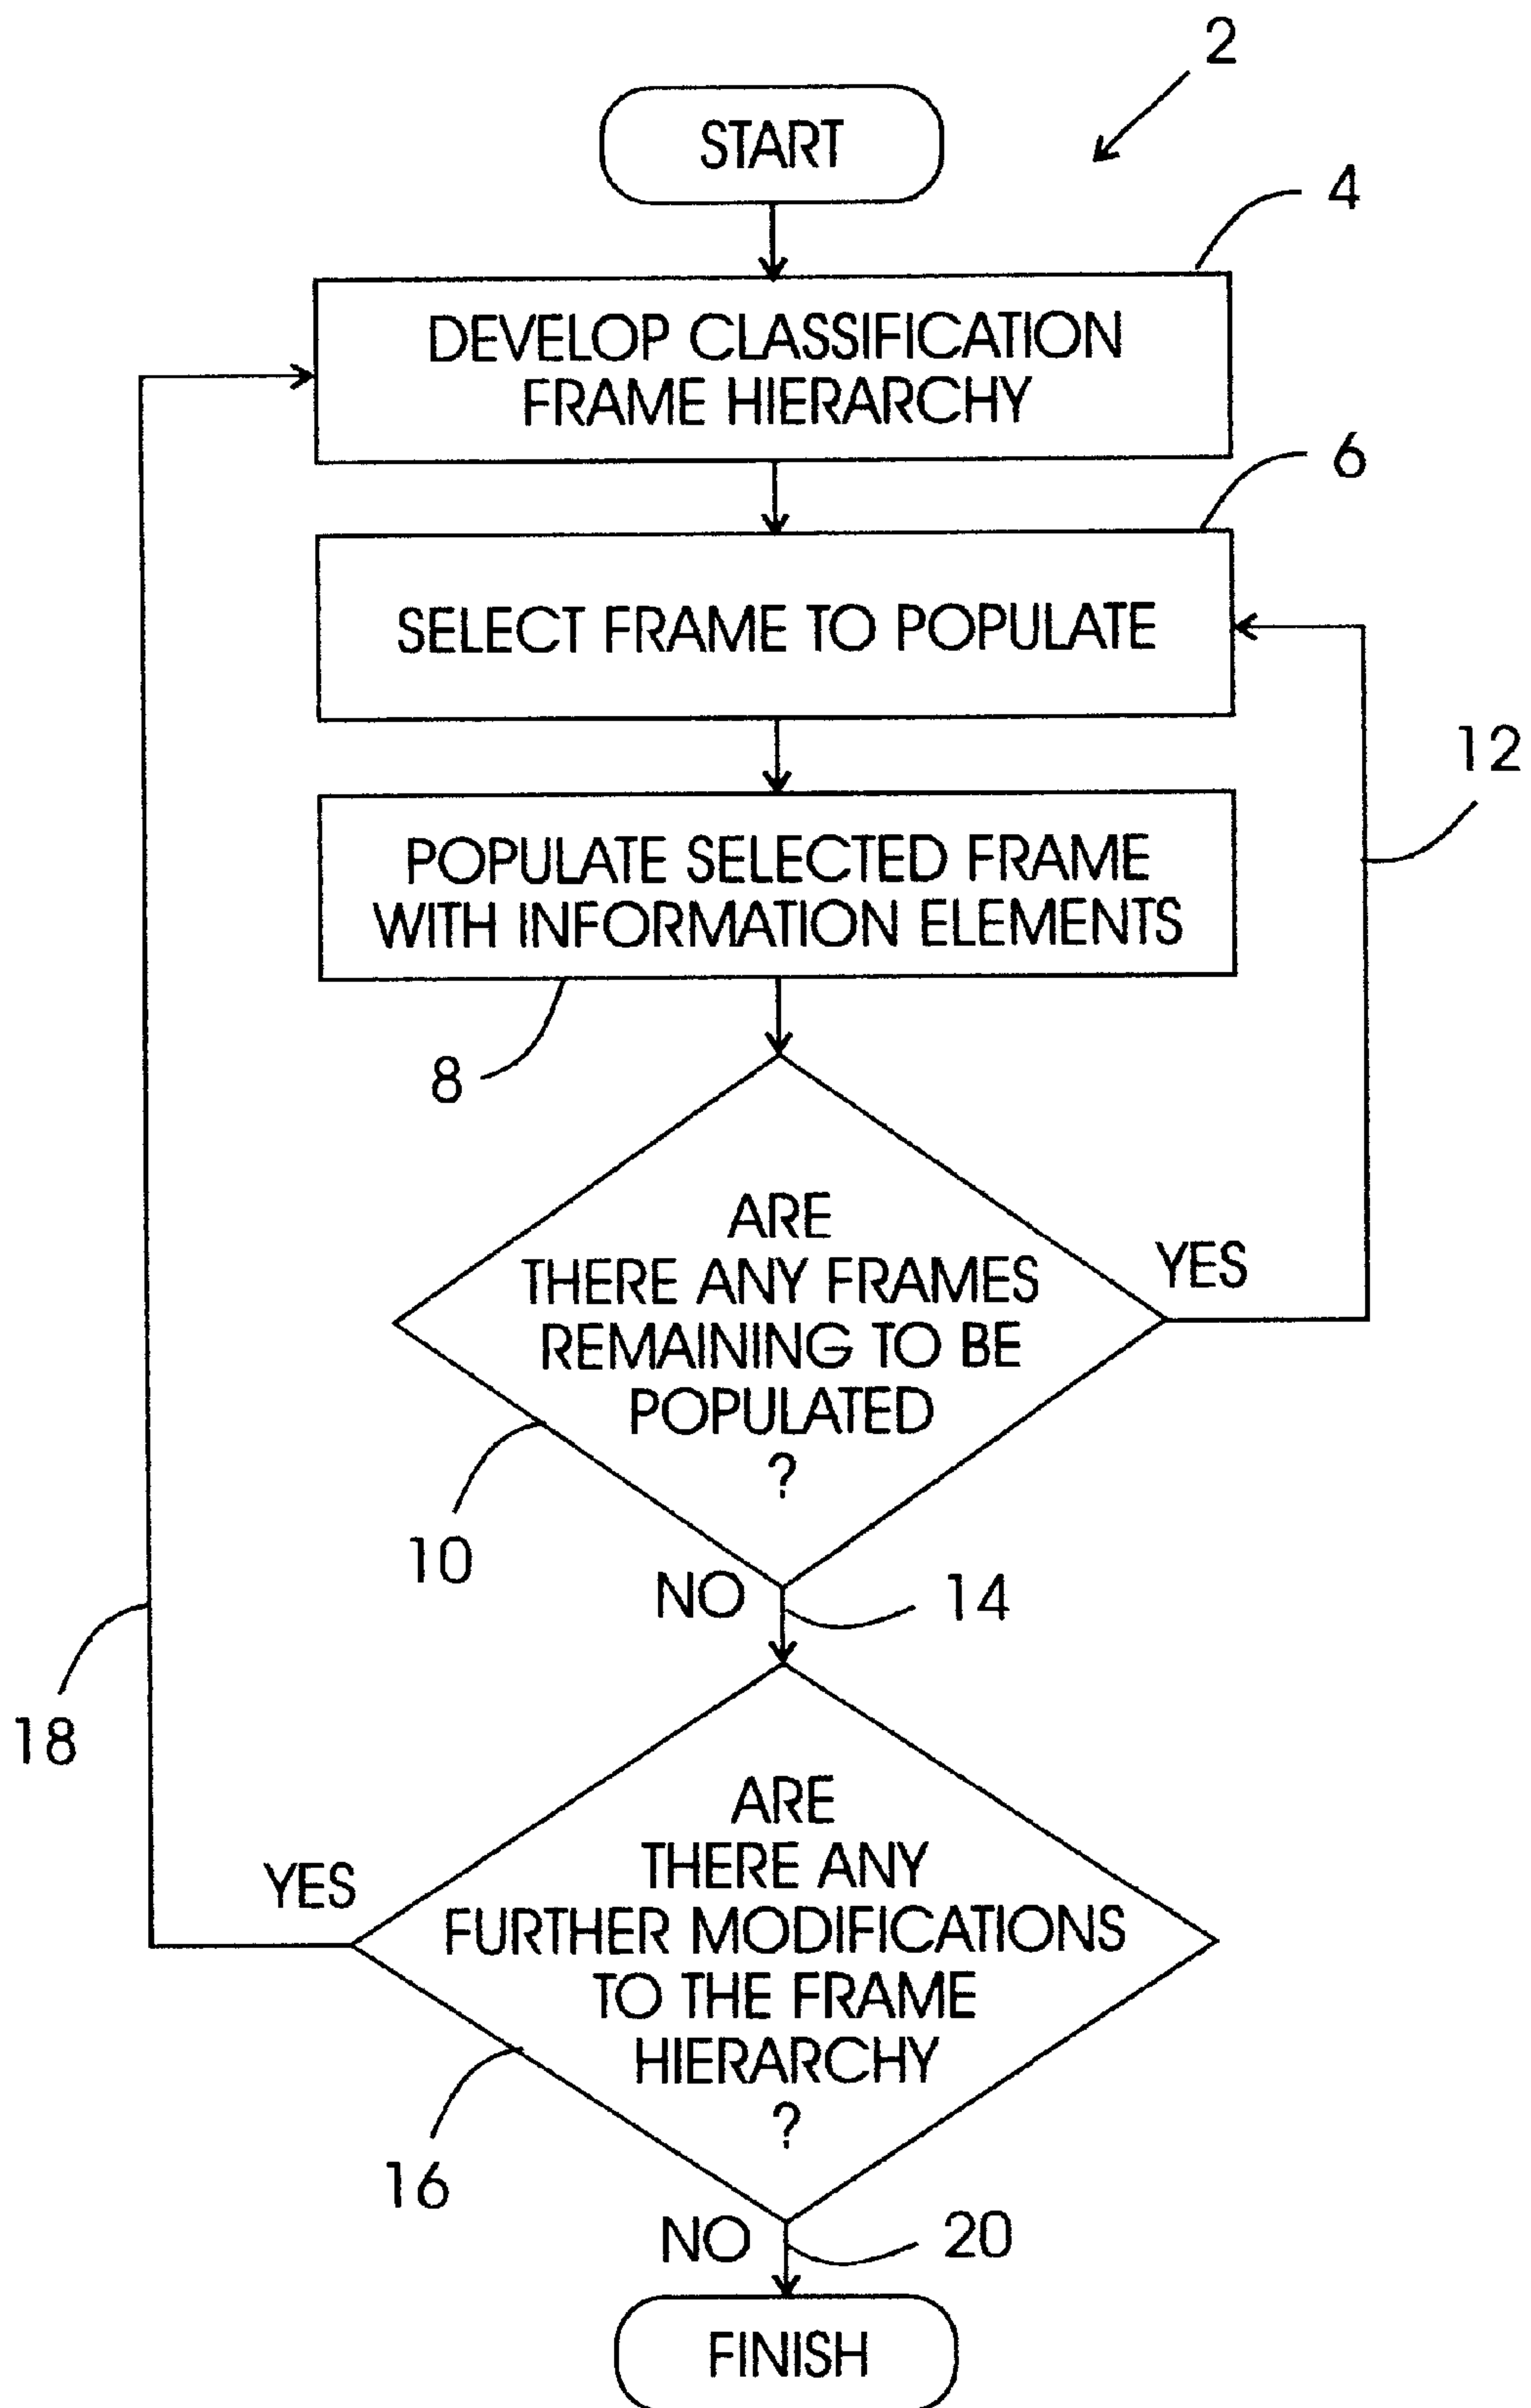 2
START
4
DEVELOP CLASSIFICATION
FRAME HIERARCHY
6
SELECT FRAME TO POPULATE
12
POPULATE SELECTED FRAME
WITH INFORMATION ELEMENTS
8
ARE
THERE ANY FRAMES
REMAINING TO BE
POPULATED
?
YES
10
NO
14
18
ARE
THERE ANY
FURTHER MODIFICATIONS
TO THE FRAME
HIERARCHY
?
YES
16
NO
20
FINISH